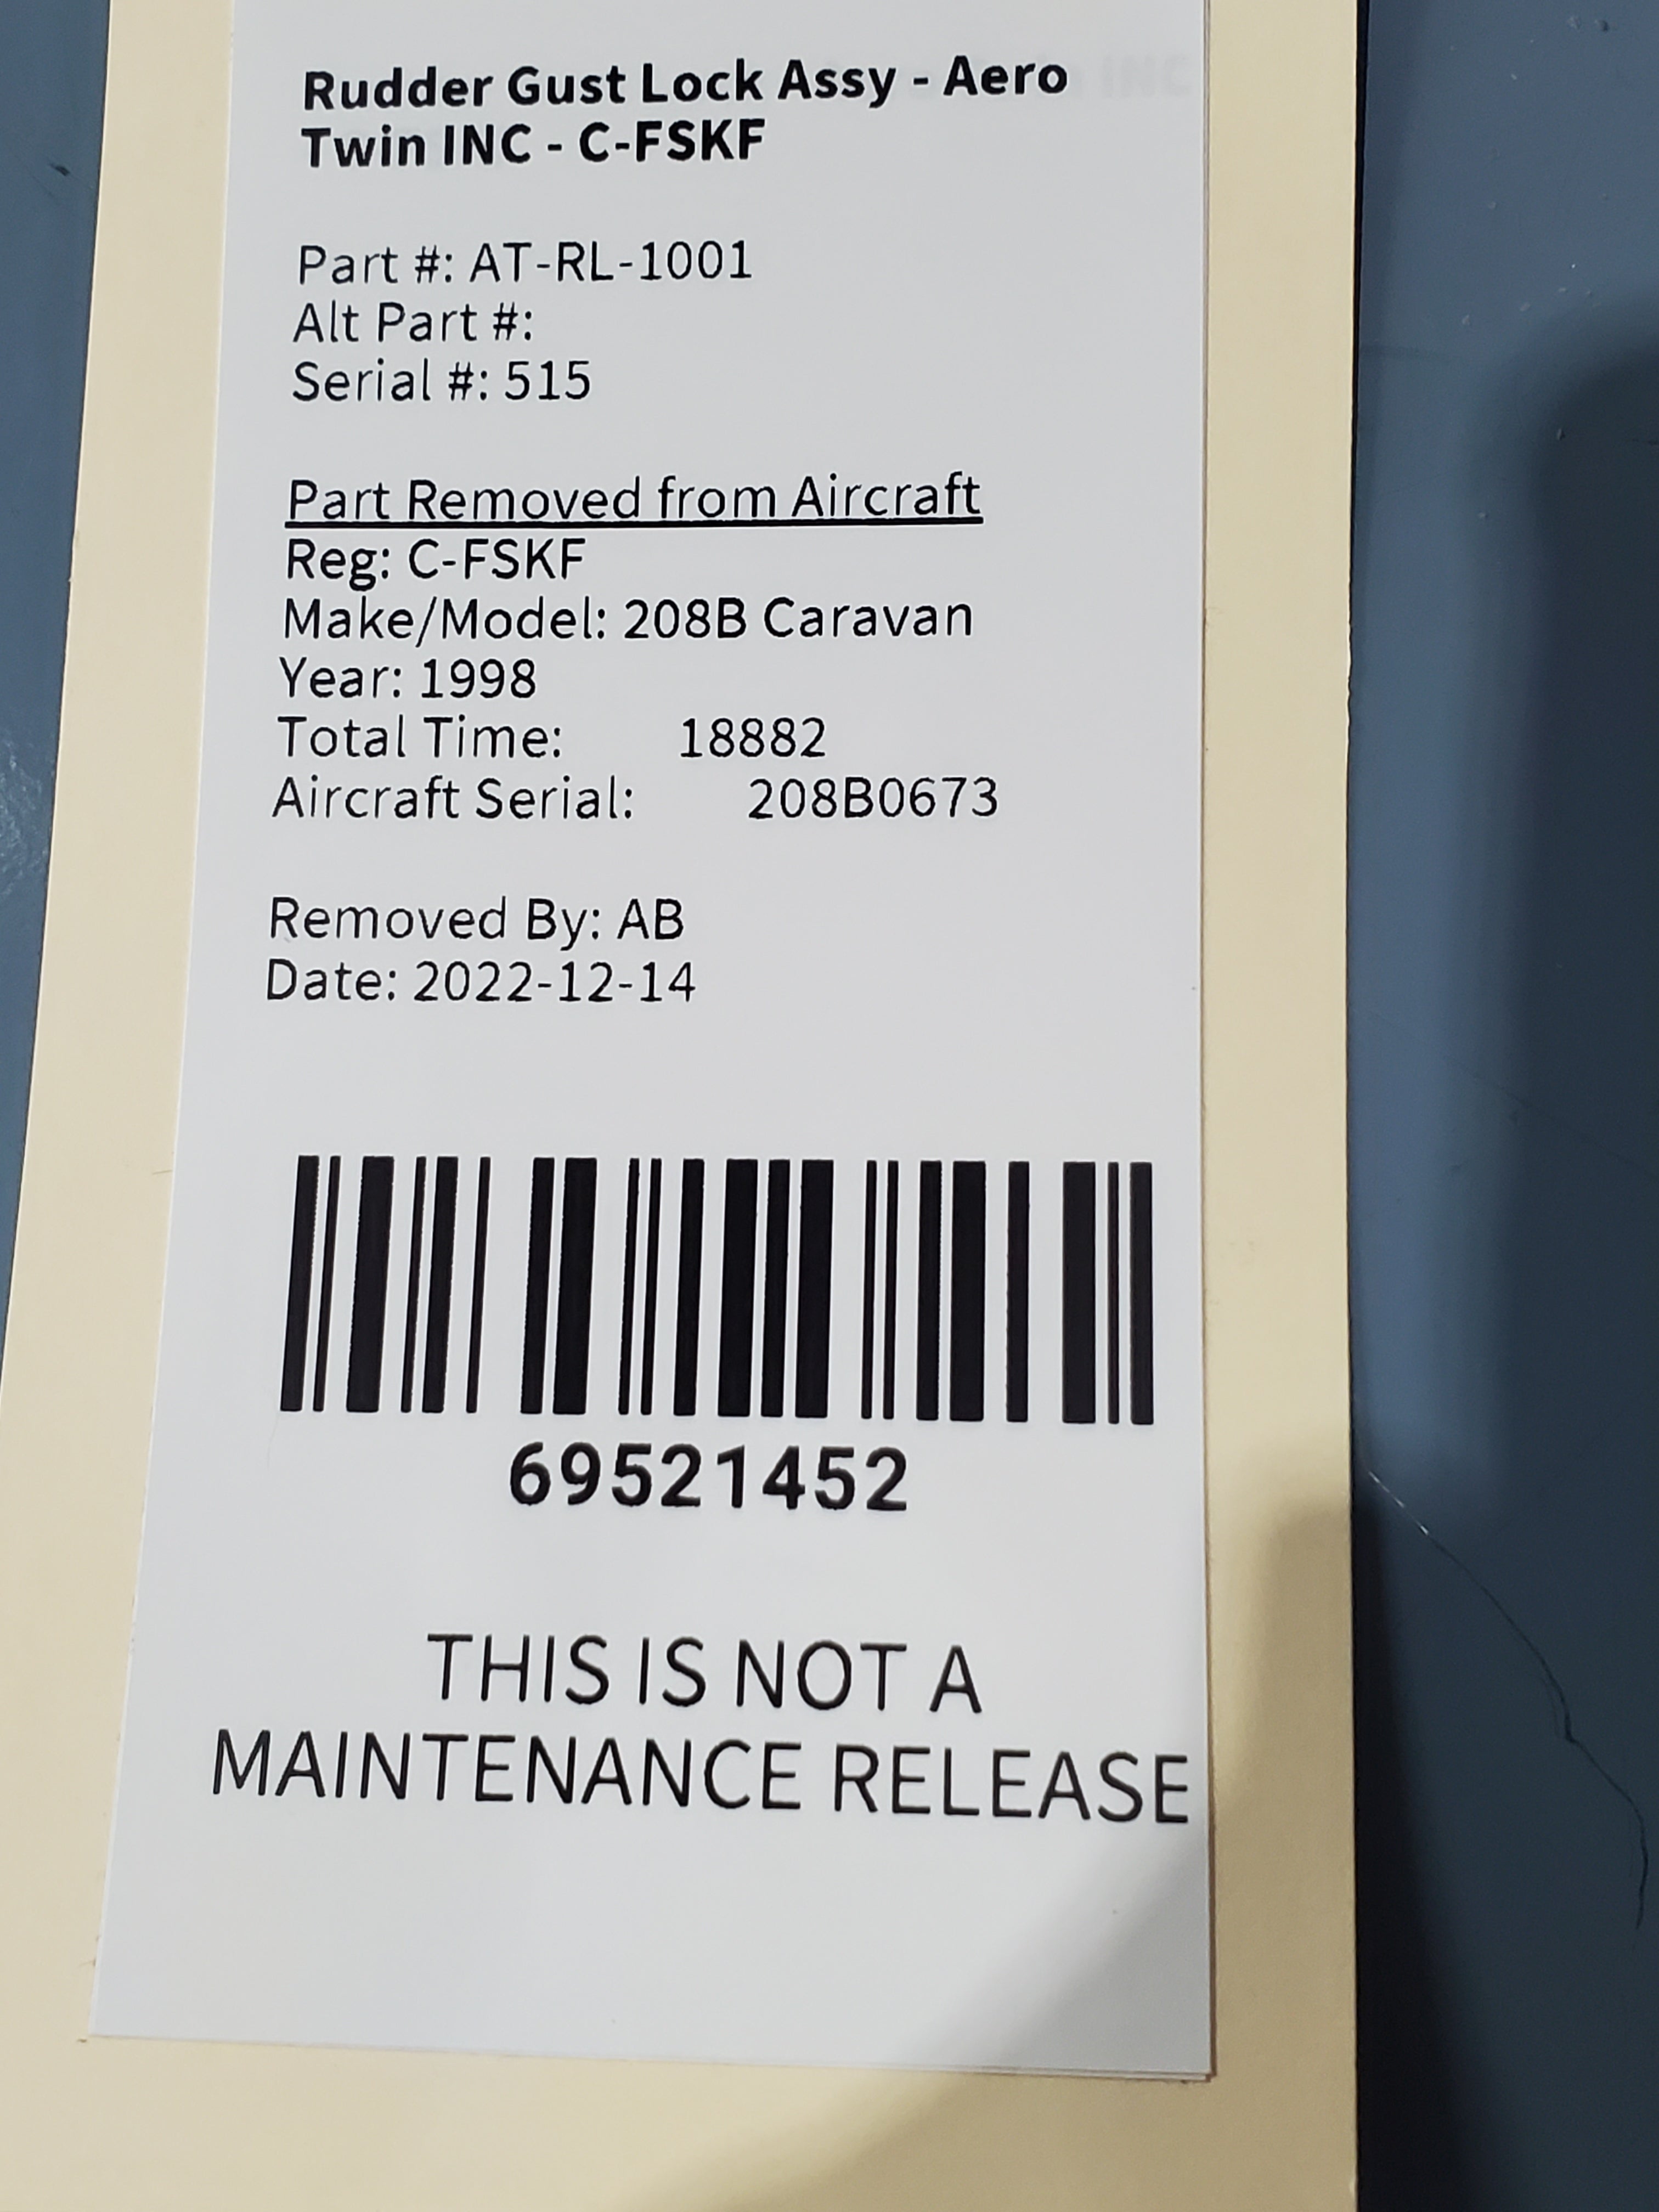 Rudder Gust Lock Assy - Aero
Twin INC - C-FSKF
Part #: AT-RL-1001
Alt Part #:
Serial #: 515
Part Removed from Aircraft
Reg: C-FSKF
Make/Model: 208B Caravan
Year: 1998
Total Time: 18882
Aircraft Serial: 208B0673
Removed By: AB
Date: 2022-12-14
69521452
THIS IS NOT A
MAINTENANCE RELEASE